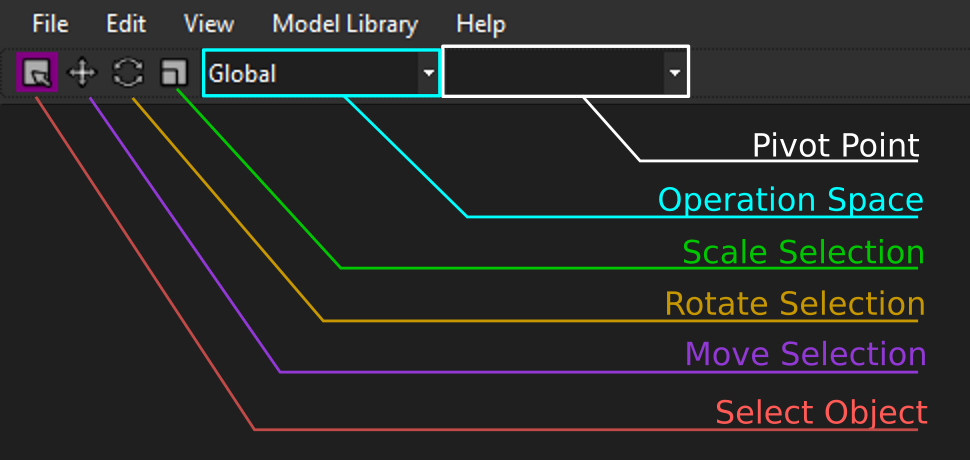 File Edit View Model Library Help
Global
Pivot Point
Operation Space
Scale Selection
Rotate Selection
Move Selection
Select Object